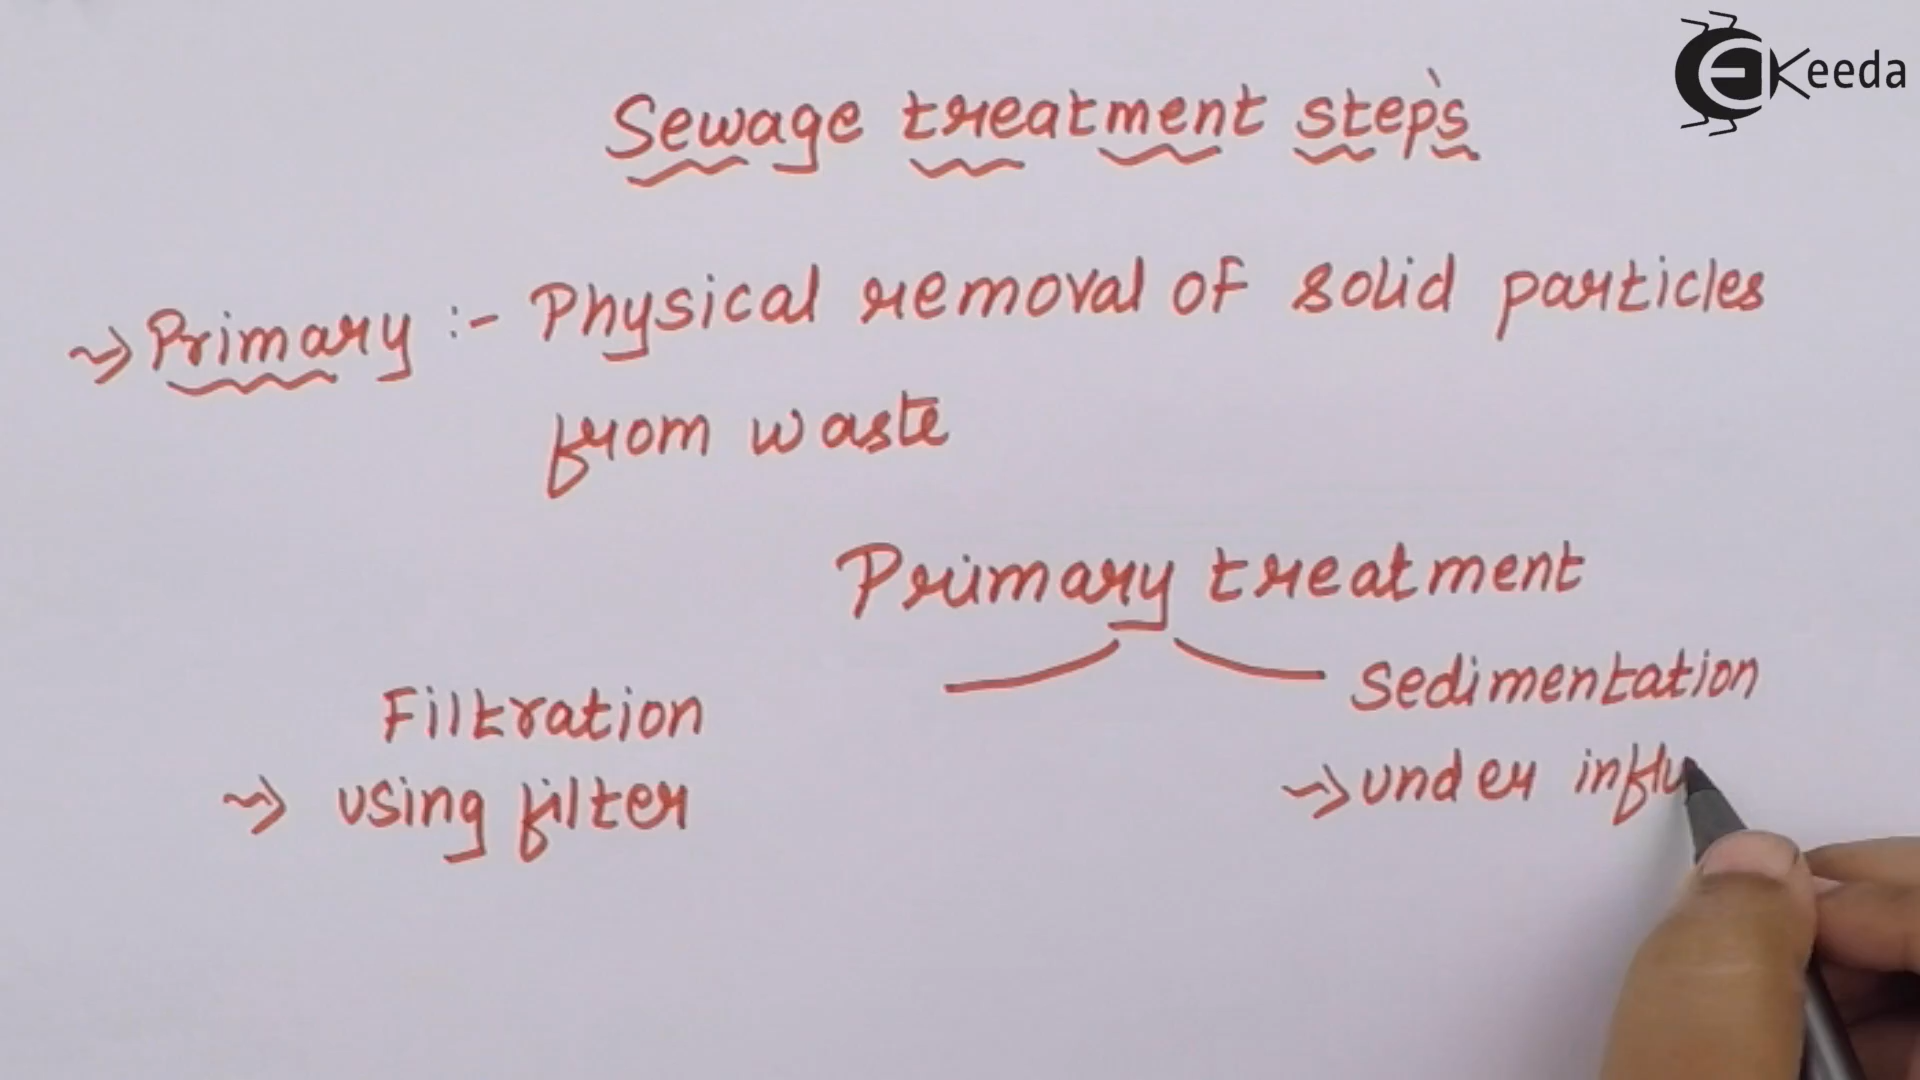 EKeeda
Sewage treatment steps
~> Primary :- Physical removal of solid particles
from waste
Primary treatment
Filtration
~> using filter
Sedimentation
~> under influ